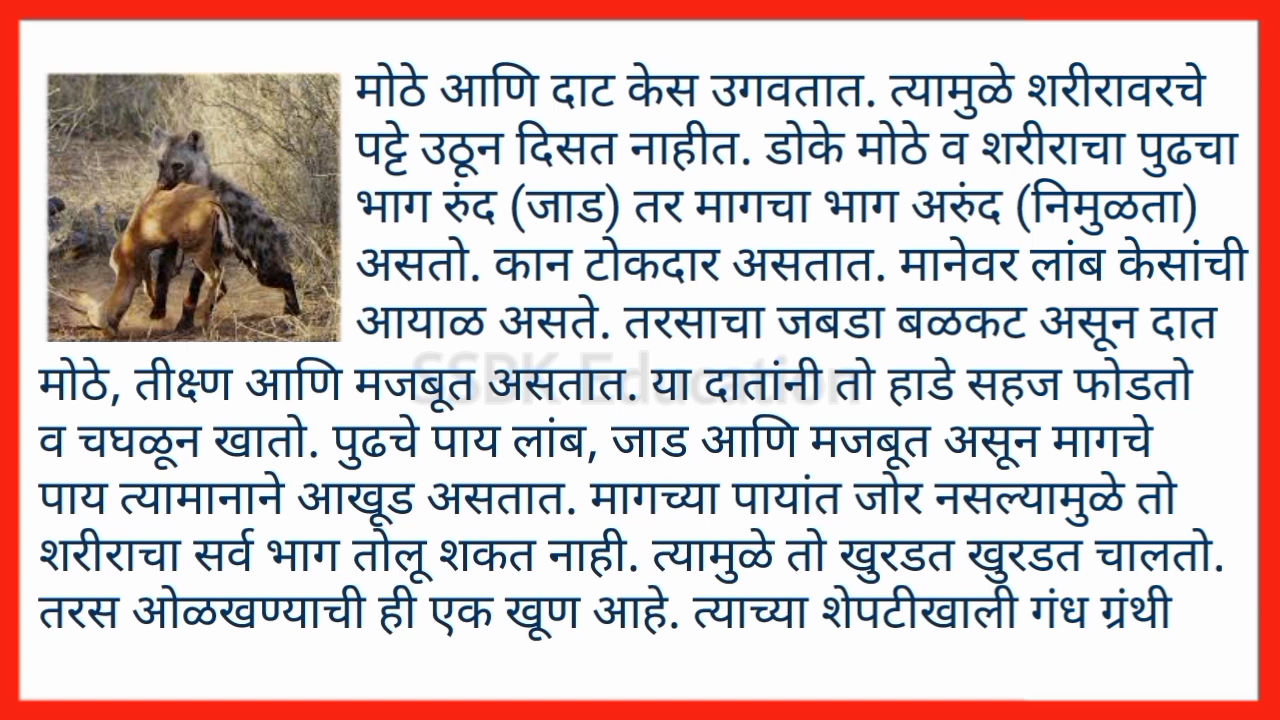 मोठे आणि दाट केस उगवतात. त्यामुळे शरीरावरचे
पट्टे उठून दिसत नाहीत. डोके मोठे व शरीराचा पुढचा
भाग रुंद (जाड) तर मागचा भाग अरुंद (निमुळता)
असतो. कान टोकदार असतात. मानेवर लांब केसांची
आयाळ असते. तरसाचा जबडा बळकट असून दात
मोठे, तीक्ष्ण आणि मजबूत असतात. या दातांनी तो हाडे सहज फोडतो
व चघळून खातो. पुढचे पाय लांब, जाड आणि मजबूत असून मागचे
पाय त्यामानाने आखूड असतात. मागच्या पायांत जोर नसल्यामुळे तो
शरीराचा सर्व भाग तोलू शकत नाही. त्यामुळे तो खुरडत खुरडत चालतो.
तरस ओळखण्याची ही एक खूण आहे. त्याच्या शेपटीखाली गंध ग्रंथी
SSBK Education